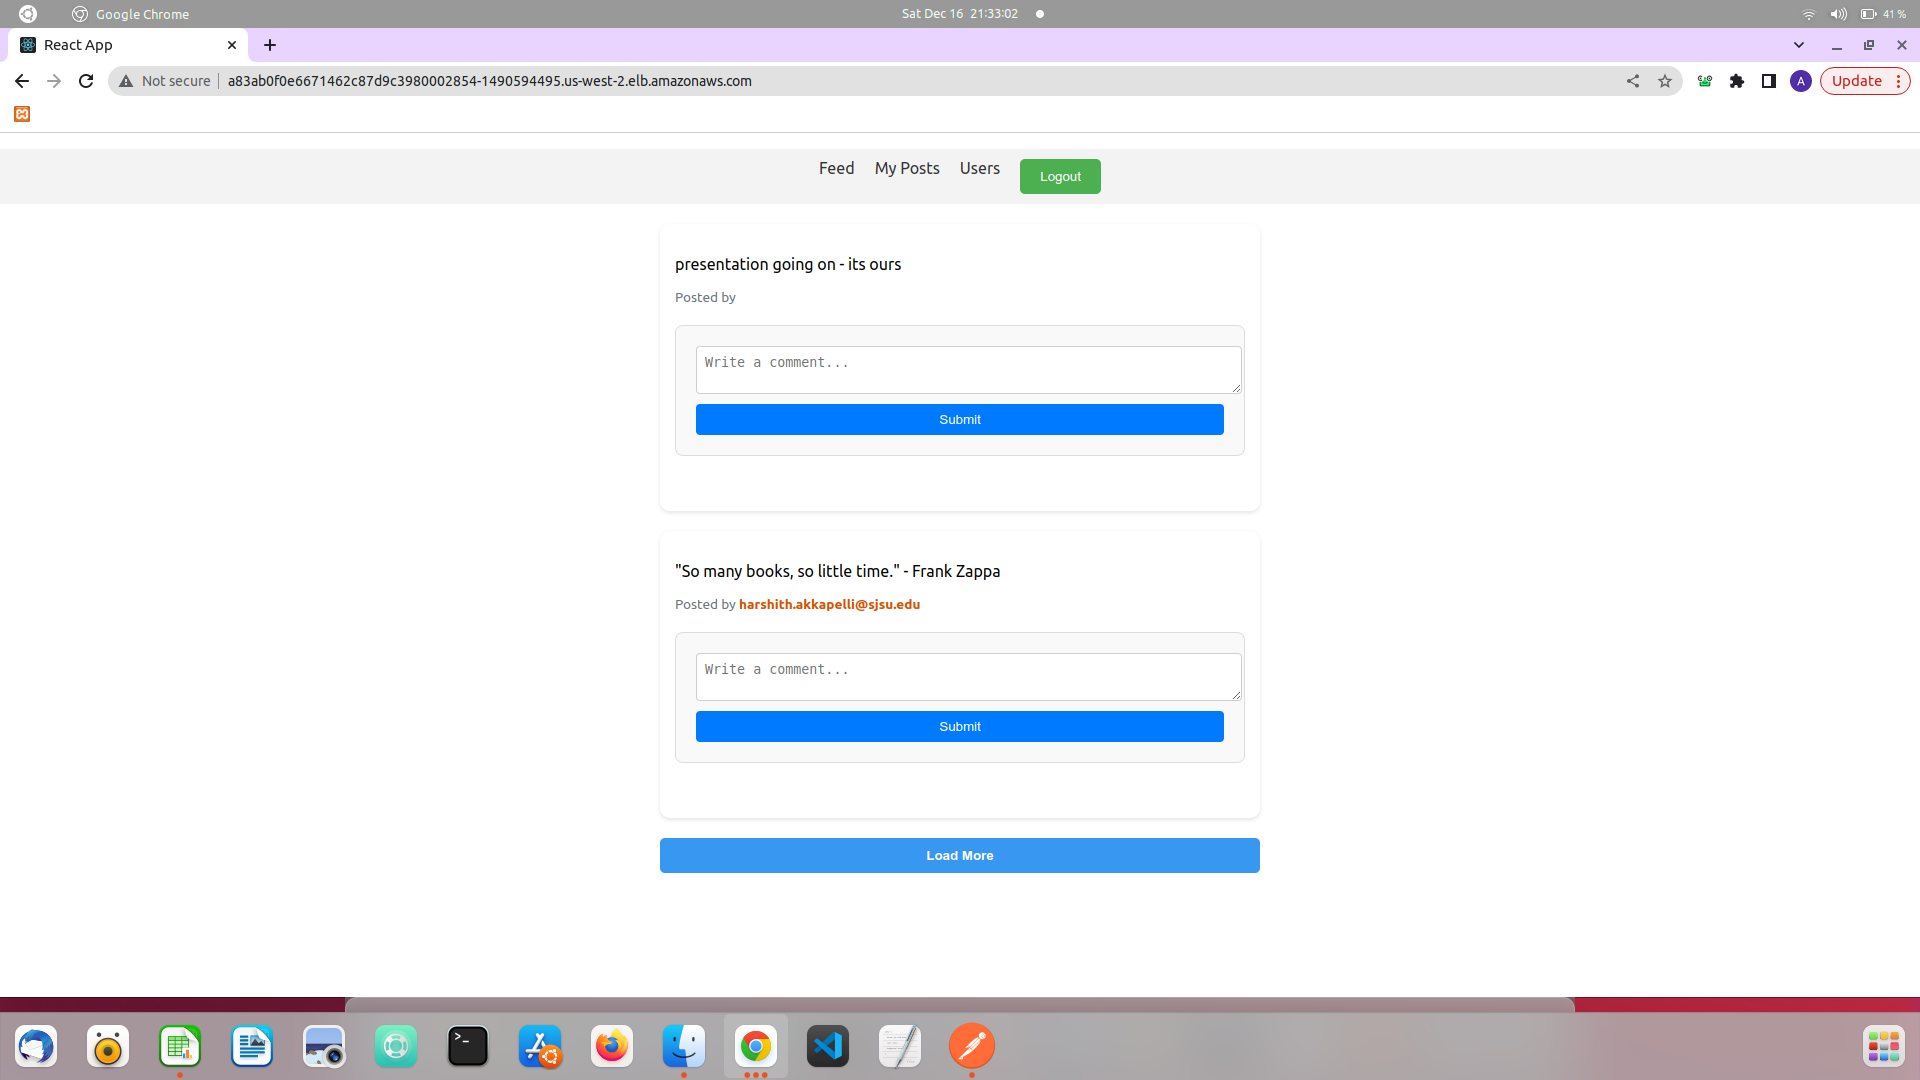 Google Chrome
Sat Dec 16 21:33:02
41 %
React App
Not secure
a83ab0f0e6671462c87d9c3980002854-1490594495.us-west-2.elb.amazonaws.com
A
Update
Feed
My Posts
Users
Logout
presentation going on - its ours
Posted by
Write a comment...
Submit
"So many books, so little time." - Frank Zappa
Posted by harshith.akkapelli@sjsu.edu
Write a comment...
Submit
Load More
>_